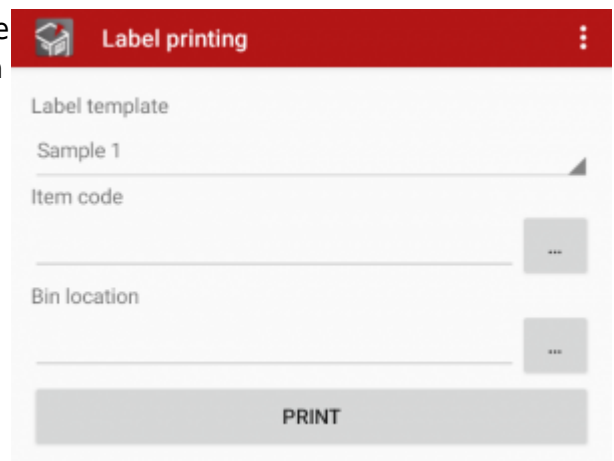 e
Label printing
Label template
Sample 1
Item code
...
Bin location
...
PRINT